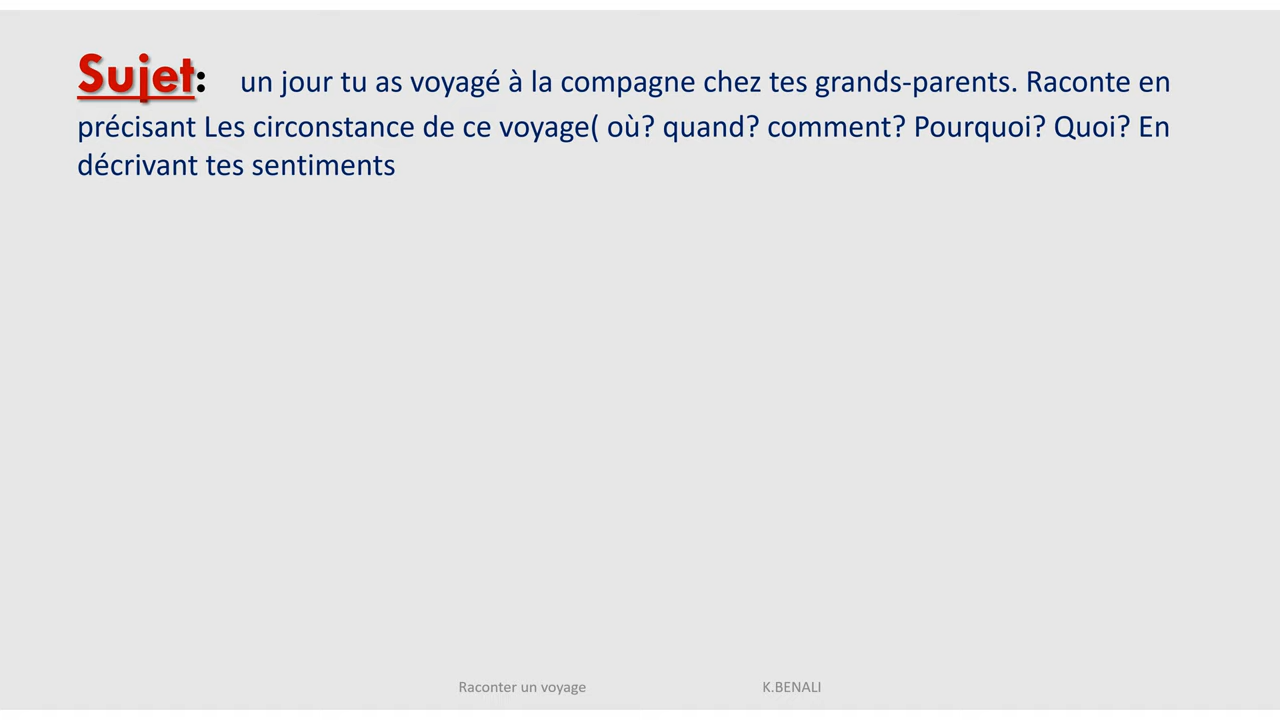 Sujet: un jour tu as voyagé à la compagne chez tes grands-parents. Raconte en
précisant Les circonstance de ce voyage( où? quand? comment? Pourquoi? Quoi? En
décrivant tes sentiments
Raconter un voyage K.BENALI